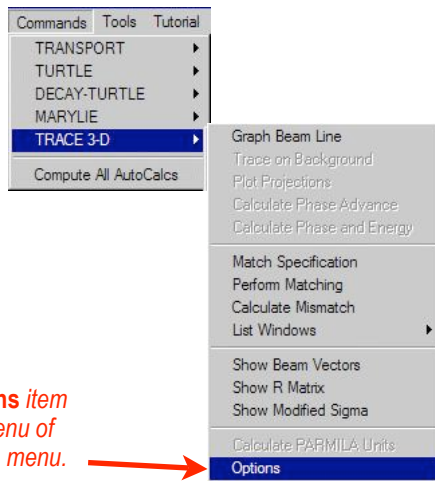 Commands Tools Tutorial
TRANSPORT
TURTLE
DECAY-TURTLE
MARYLIE
TRACE 3-D
Compute All AutoCalcs
Graph Beam Line
Trace on Background
Plot Projections
Calculate Phase Advance
Calculate Phase and Energy
Match Specification
Perform Matching
Calculate Mismatch
List Windows
Show Beam Vectors
Show R Matrix
Show Modified Sigma
Calculate PARMILA Units
Options
item
of
menu.